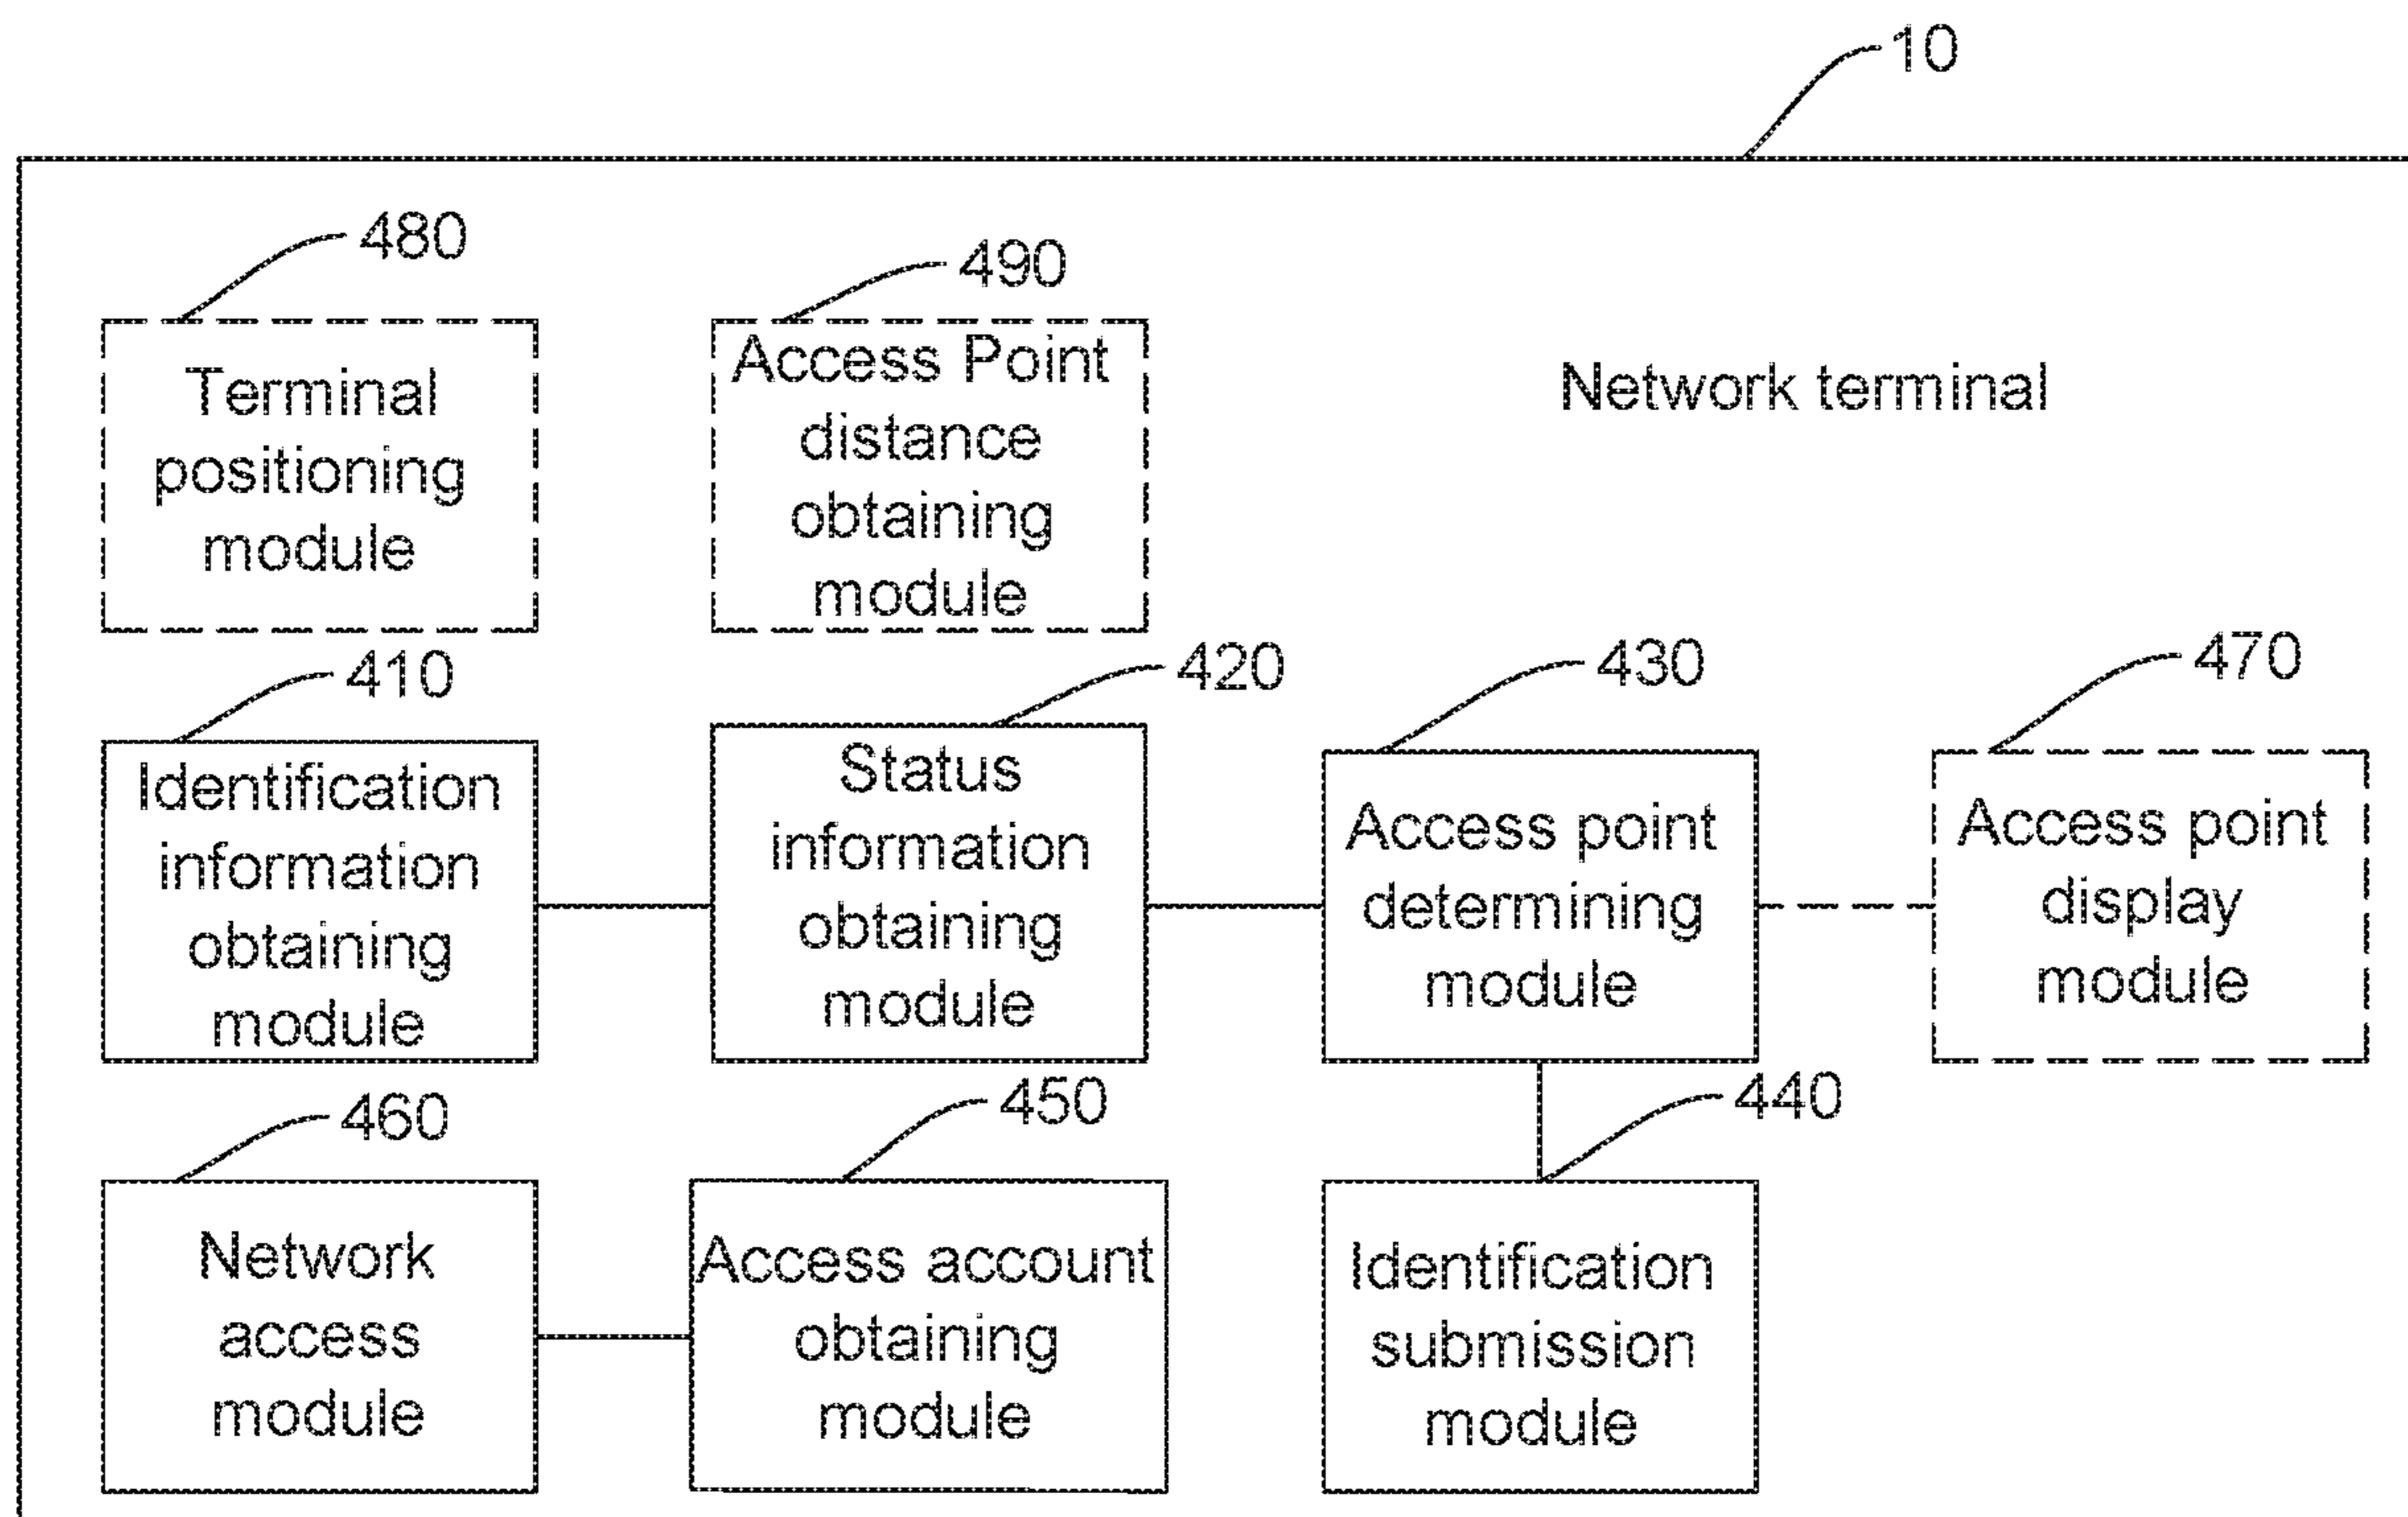 10
480
Terminal
positioning
module
490
Access Point
distance
obtaining
module
Network terminal
410
Identification
information
obtaining
module
420
Status
information
obtaining
module
430
Access point
determining
module
470
Access point
display
module
460
Network
access
module
450
Access account
obtaining
module
440
Identification
submission
module